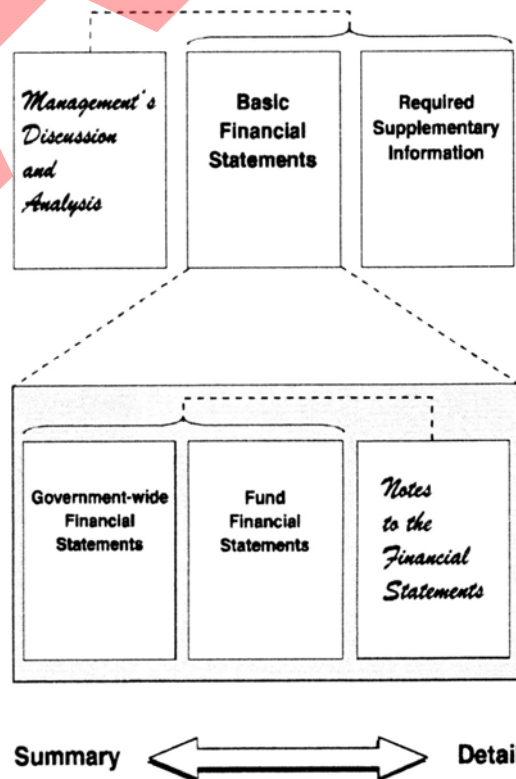 Management's
Discussion
and
Analysis
Basic
Financial
Statements
Required
Supplementary
Information
Government-wide
Financial
Statements
Fund
Financial
Statements
Notes
to the
Financial
Statements
Summary
Detail